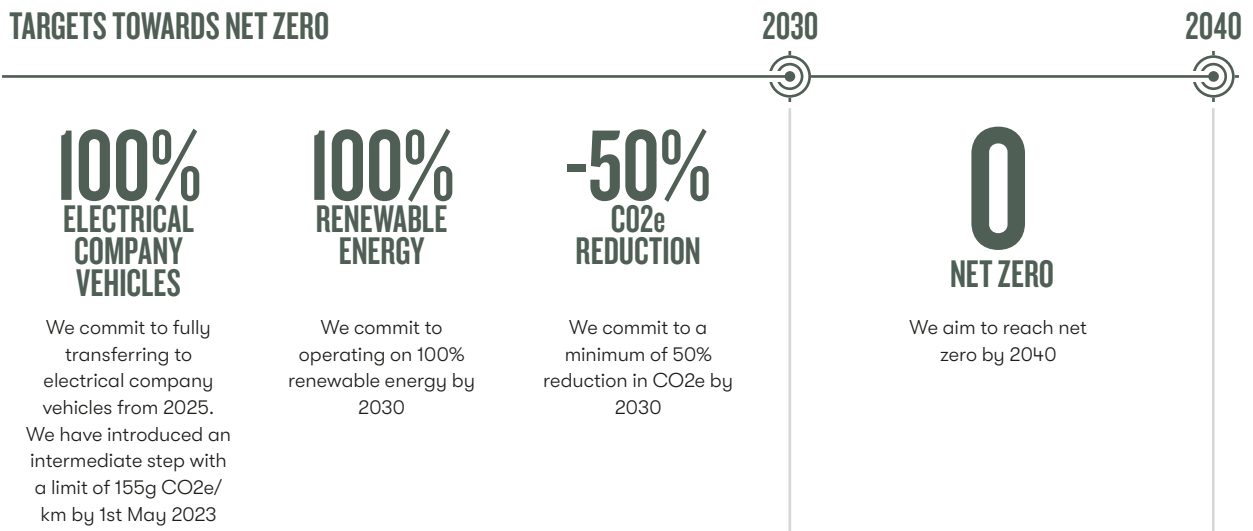 TARGETS TOWARDS NET ZERO
2030
2040
100%
ELECTRICAL
COMPANY
VEHICLES
We commit to fully
transferring to
electrical company
vehicles from 2025.
We have introduced an
intermediate step with
a limit of 155g CO2e/
km by 1st May 2023
100%
RENEWABLE
ENERGY
We commit to
operating on 100%
renewable energy by
2030
-50%
CO2e
REDUCTION
We commit to a
minimum of 50%
reduction in CO2e by
2030
0
NET ZERO
We aim to reach net
zero by 2040